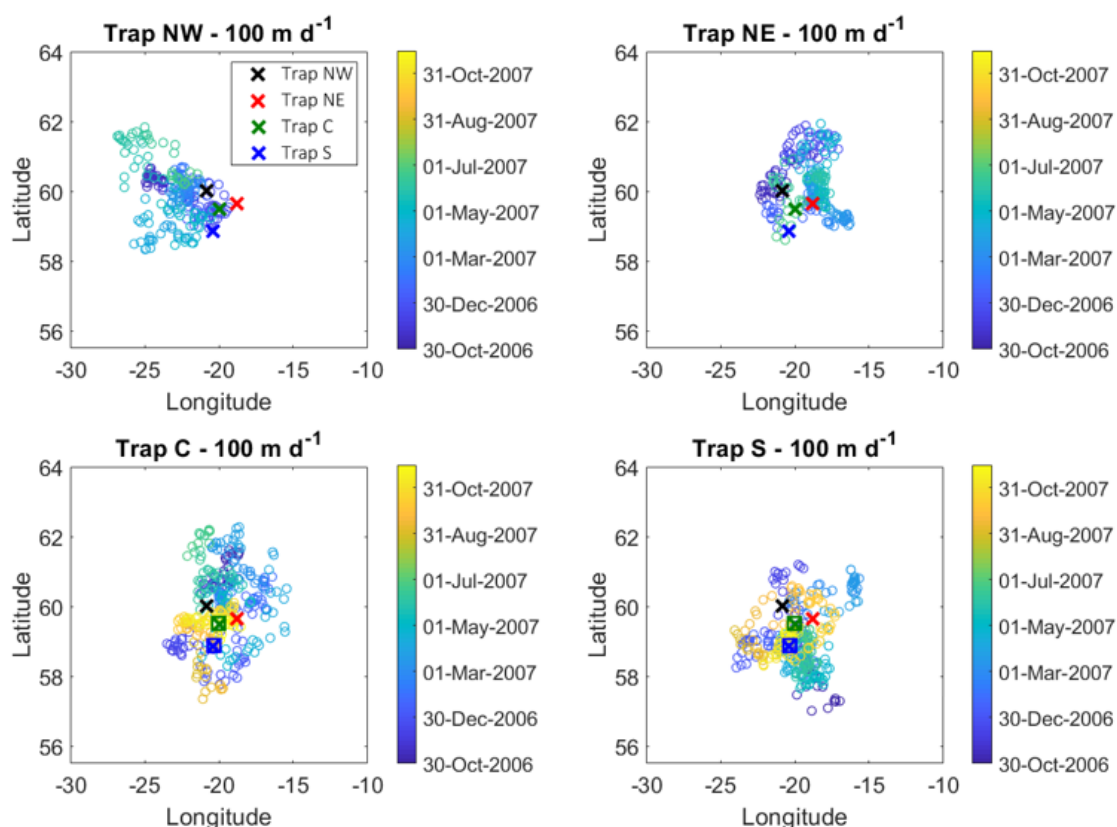 Trap NW - 100 m d-1
64
62
60
58
56
Latitude
-30
-25
-20
-15
-10
Longitude
Trap NW
Trap NE
Trap C
Trap S
31-Oct-2007
31-Aug-2007
01-Jul-2007
01-May-2007
01-Mar-2007
30-Dec-2006
30-Oct-2006
Trap NE - 100 m d-1
64
62
60
58
56
Latitude
-30
-25
-20
-15
-10
Longitude
31-Oct-2007
31-Aug-2007
01-Jul-2007
01-May-2007
01-Mar-2007
30-Dec-2006
30-Oct-2006
Trap C - 100 m d-1
64
62
60
58
56
Latitude
-30
-25
-20
-15
-10
Longitude
31-Oct-2007
31-Aug-2007
01-Jul-2007
01-May-2007
01-Mar-2007
30-Dec-2006
30-Oct-2006
Trap S - 100 m d-1
64
62
60
58
56
Latitude
-30
-25
-20
-15
-10
Longitude
31-Oct-2007
31-Aug-2007
01-Jul-2007
01-May-2007
01-Mar-2007
30-Dec-2006
30-Oct-2006